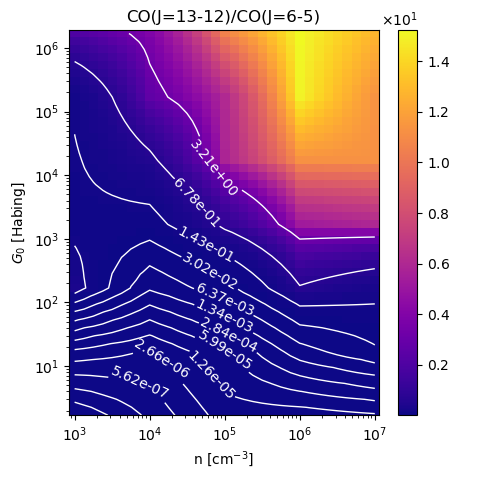 CO(J=13-12)/CO(J=6-5)
×10¹
10⁶
10⁵
10⁴
10³
10²
10¹
G₀ [Habing]
3.21e+00
6.78e-01
1.43e-01
3.02e-02
6.37e-03
1.34e-03
2.84e-04
5.99e-05
1.26e-05
2.66e-06
5.62e-07
10³
10⁴
10⁵
10⁶
10⁷
n [cm⁻³]
1.4
1.2
1.0
0.8
0.6
0.4
0.2